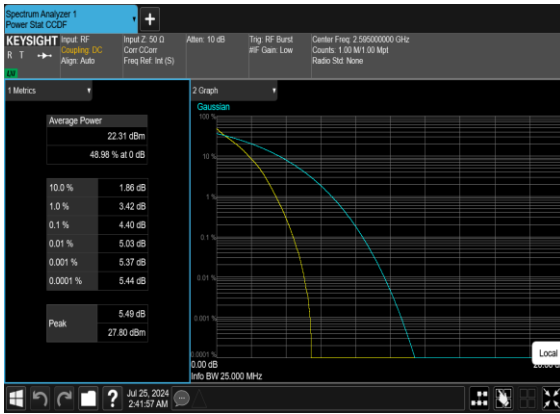 Spectrum Analyzer 1
Power Stat CCDF
KEYSIGHT
R T
LXI
Input: RF
Coupling: DC
Align: Auto
Input Z: 50 Ω
Corr CCorr
Freq Ref: Int (S)
Atten: 10 dB
Trig: RF Burst
#IF Gain: Low
Center Freq: 2.595000000 GHz
Counts: 1.00 M/1.00 Mpt
Radio Std: None
1 Metrics
Average Power
22.31 dBm
48.98 % at 0 dB
10.0 % 1.86 dB
1.0 % 3.42 dB
0.1 % 4.40 dB
0.01 % 5.03 dB
0.001 % 5.37 dB
0.0001 % 5.44 dB
Peak
5.49 dB
27.80 dBm
2 Graph
Gaussian
100 %
10 %
1 %
0.1 %
0.01 %
0.001 %
0.0001 %
0.00 dB
Info BW 25.000 MHz
Local
Jul 25, 2024
2:41:57 AM